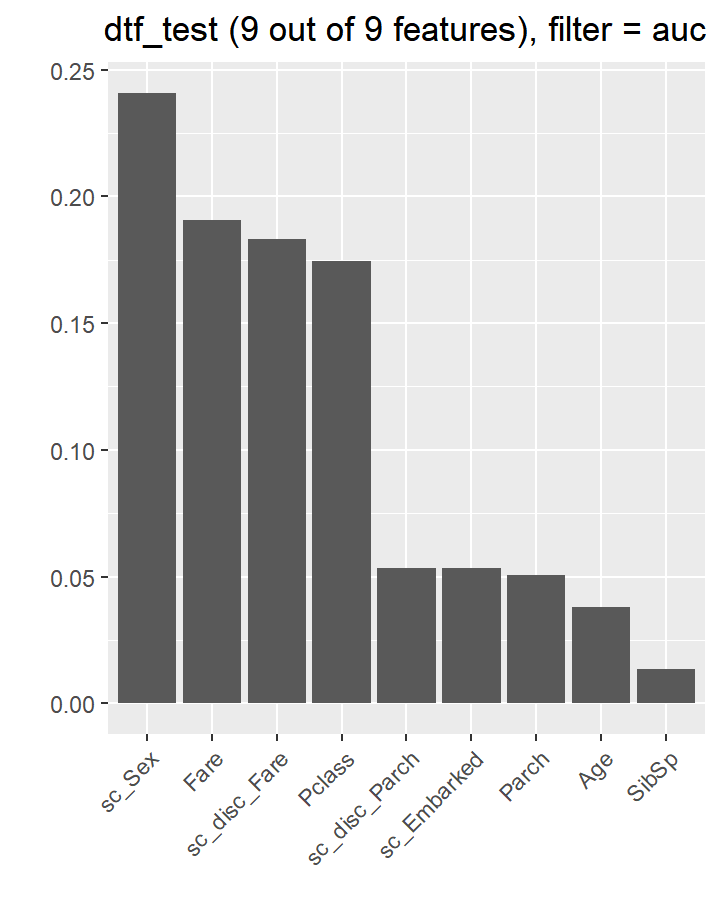 dtf_test (9 out of 9 features), filter = auc
0.25
0.20
0.15
0.10
0.05
0.00
sc_Sex
Fare
sc_disc_Fare
Pclass
sc_disc_Parch
sc_Embarked
Parch
Age
SibSp